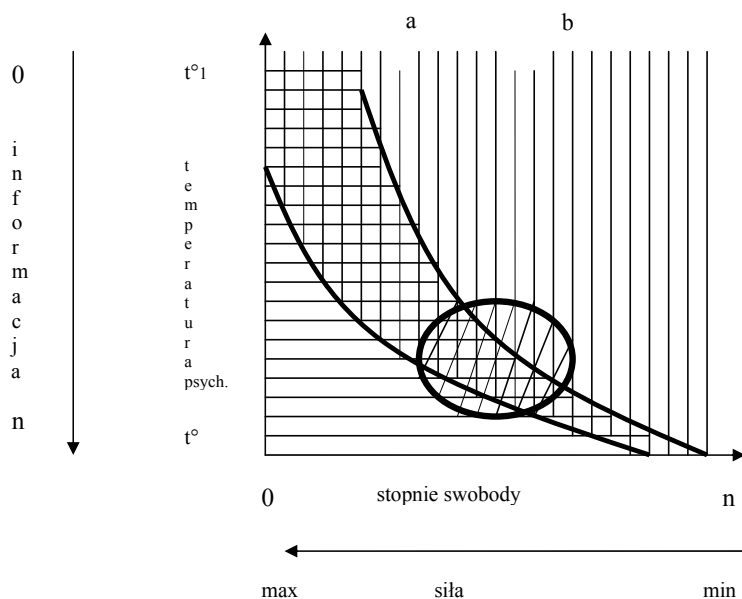 a b
0
t°1
informacja
temperatura
psych.
n
t°
0 stopnie swobody n
max siła min